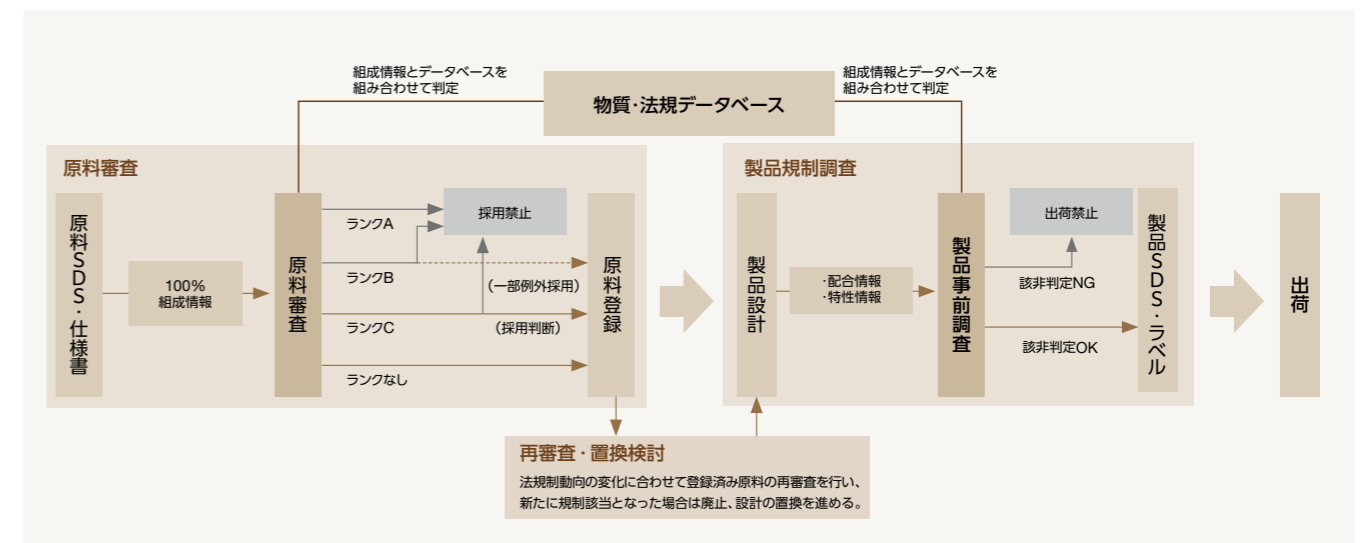 組成情報とデータベースを
組み合わせて判定
物質・法規データベース
組成情報とデータベースを
組み合わせて判定
原料審査
原料SDS・仕様書
100%
組成情報
原料審査
ランクA
ランクB
ランクC
ランクなし
採用禁止
(一部例外採用)
(採用判断)
原料登録
製品規制調査
製品設計
・配合情報
・特性情報
製品事前調査
出荷禁止
該非判定NG
該非判定OK
製品SDS・ラベル
出荷
再審査・置換検討
法規制動向の変化に合わせて登録済み原料の再審査を行い、
新たに規制該当となった場合は廃止、設計の置換を進める。